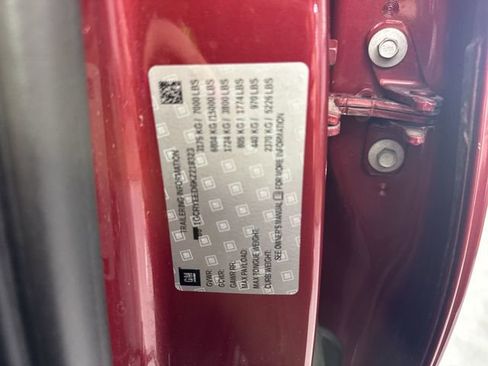 TRAILERING INFORMATION
GM
GVWR: 3175 KG / 7000 LBS
GCWR: 6804 KG /15000 LBS
GAWR RR: 1724 KG / 3800 LBS
MAX PAYLOAD: 805 KG / 1774 LBS
MAX TONGUE WEIGHT: 440 KG / 970 LBS
CURB WEIGHT: 2370 KG / 5226 LBS
SEE OWNER'S MANUAL FOR MORE INFORMATION